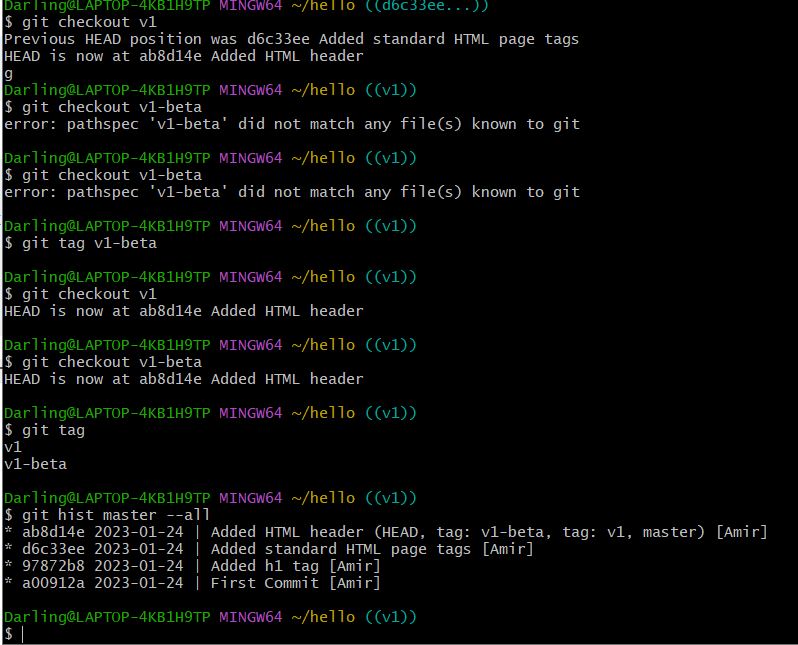 Darling@LAPTOP-4KB1H9TP MINGW64 ~/hello ((d6c33ee...))
$ git checkout v1
Previous HEAD position was d6c33ee Added standard HTML page tags
HEAD is now at ab8d14e Added HTML header
g
Darling@LAPTOP-4KB1H9TP MINGW64 ~/hello ((v1))
$ git checkout v1-beta
error: pathspec 'v1-beta' did not match any file(s) known to git
Darling@LAPTOP-4KB1H9TP MINGW64 ~/hello ((v1))
$ git checkout v1-beta
error: pathspec 'v1-beta' did not match any file(s) known to git
Darling@LAPTOP-4KB1H9TP MINGW64 ~/hello ((v1))
$ git tag v1-beta
Darling@LAPTOP-4KB1H9TP MINGW64 ~/hello ((v1))
$ git checkout v1
HEAD is now at ab8d14e Added HTML header
Darling@LAPTOP-4KB1H9TP MINGW64 ~/hello ((v1))
$ git checkout v1-beta
HEAD is now at ab8d14e Added HTML header
Darling@LAPTOP-4KB1H9TP MINGW64 ~/hello ((v1))
$ git tag
v1
v1-beta
Darling@LAPTOP-4KB1H9TP MINGW64 ~/hello ((v1))
$ git hist master --all
* ab8d14e 2023-01-24 | Added HTML header (HEAD, tag: v1-beta, tag: v1, master) [Amir]
* d6c33ee 2023-01-24 | Added standard HTML page tags [Amir]
* 97872b8 2023-01-24 | Added h1 tag [Amir]
* a00912a 2023-01-24 | First Commit [Amir]
Darling@LAPTOP-4KB1H9TP MINGW64 ~/hello ((v1))
$